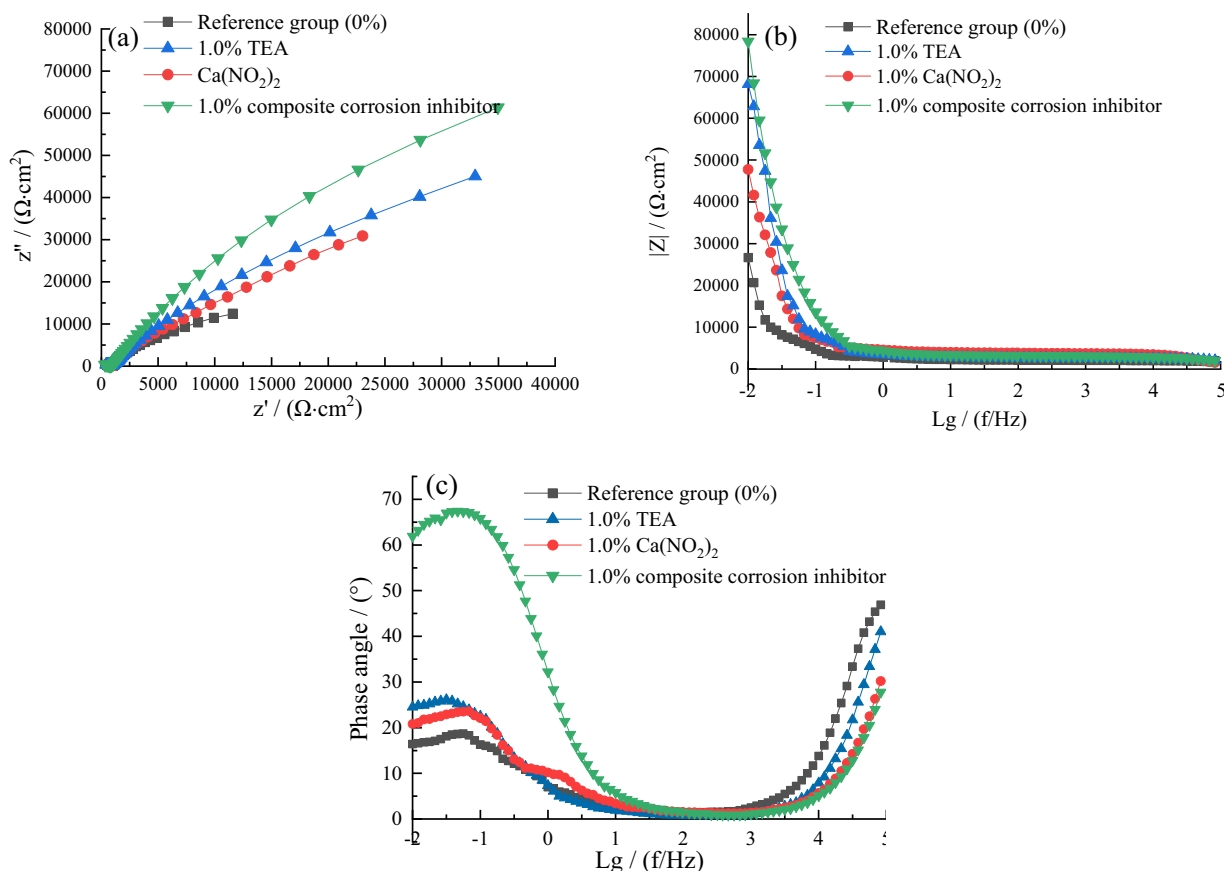 (a)
Reference group (0%)
1.0% TEA
Ca(NO₂)₂
1.0% composite corrosion inhibitor
80000
70000
60000
50000
40000
30000
20000
10000
0
z'' / (Ω·cm²)
0 5000 10000 15000 20000 25000 30000 35000 40000
z' / (Ω·cm²)
(b)
Reference group (0%)
1.0% TEA
1.0% Ca(NO₂)₂
1.0% composite corrosion inhibitor
80000
70000
60000
50000
40000
30000
20000
10000
0
|Z| / (Ω·cm²)
-2 -1 0 1 2 3 4 5
Lg / (f/Hz)
(c)
Reference group (0%)
1.0% TEA
1.0% Ca(NO₂)₂
1.0% composite corrosion inhibitor
70
60
50
40
30
20
10
0
Phase angle / (°)
-2 -1 0 1 2 3 4 5
Lg / (f/Hz)